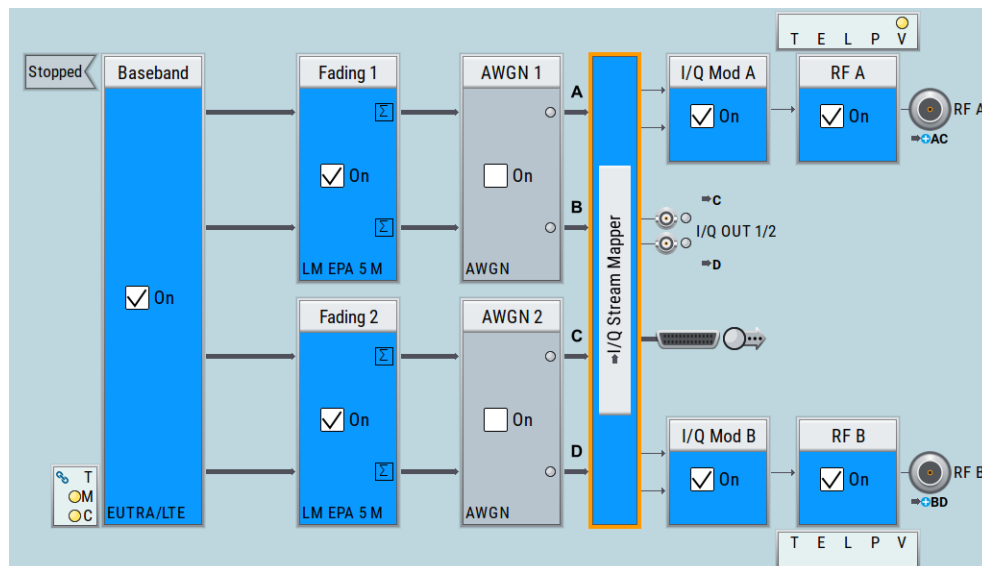 T E L P V
Stopped
Baseband
Fading 1
AWGN 1
I/Q Mod A
RF A
A
On
On
RF A
AC
On
On
B
C
I/Q OUT 1/2
D
LM EPA 5 M
AWGN
On
I/Q Stream Mapper
Fading 2
AWGN 2
C
On
On
I/Q Mod B
RF B
D
On
On
RF B
BD
T
M
C
EUTRA/LTE
LM EPA 5 M
AWGN
T E L P V